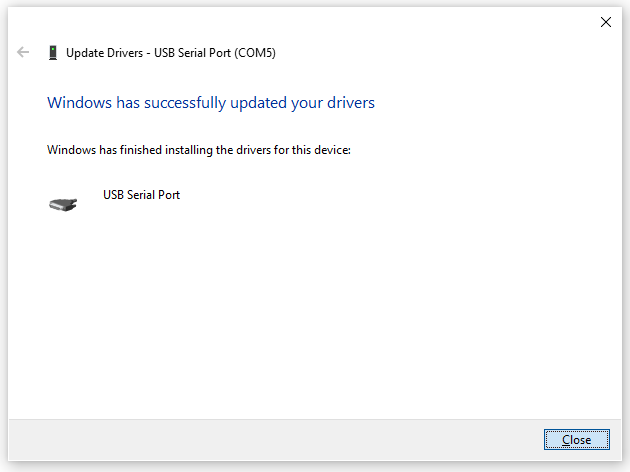 Update Drivers - USB Serial Port (COM5)
Windows has successfully updated your drivers
Windows has finished installing the drivers for this device:
USB Serial Port
Close